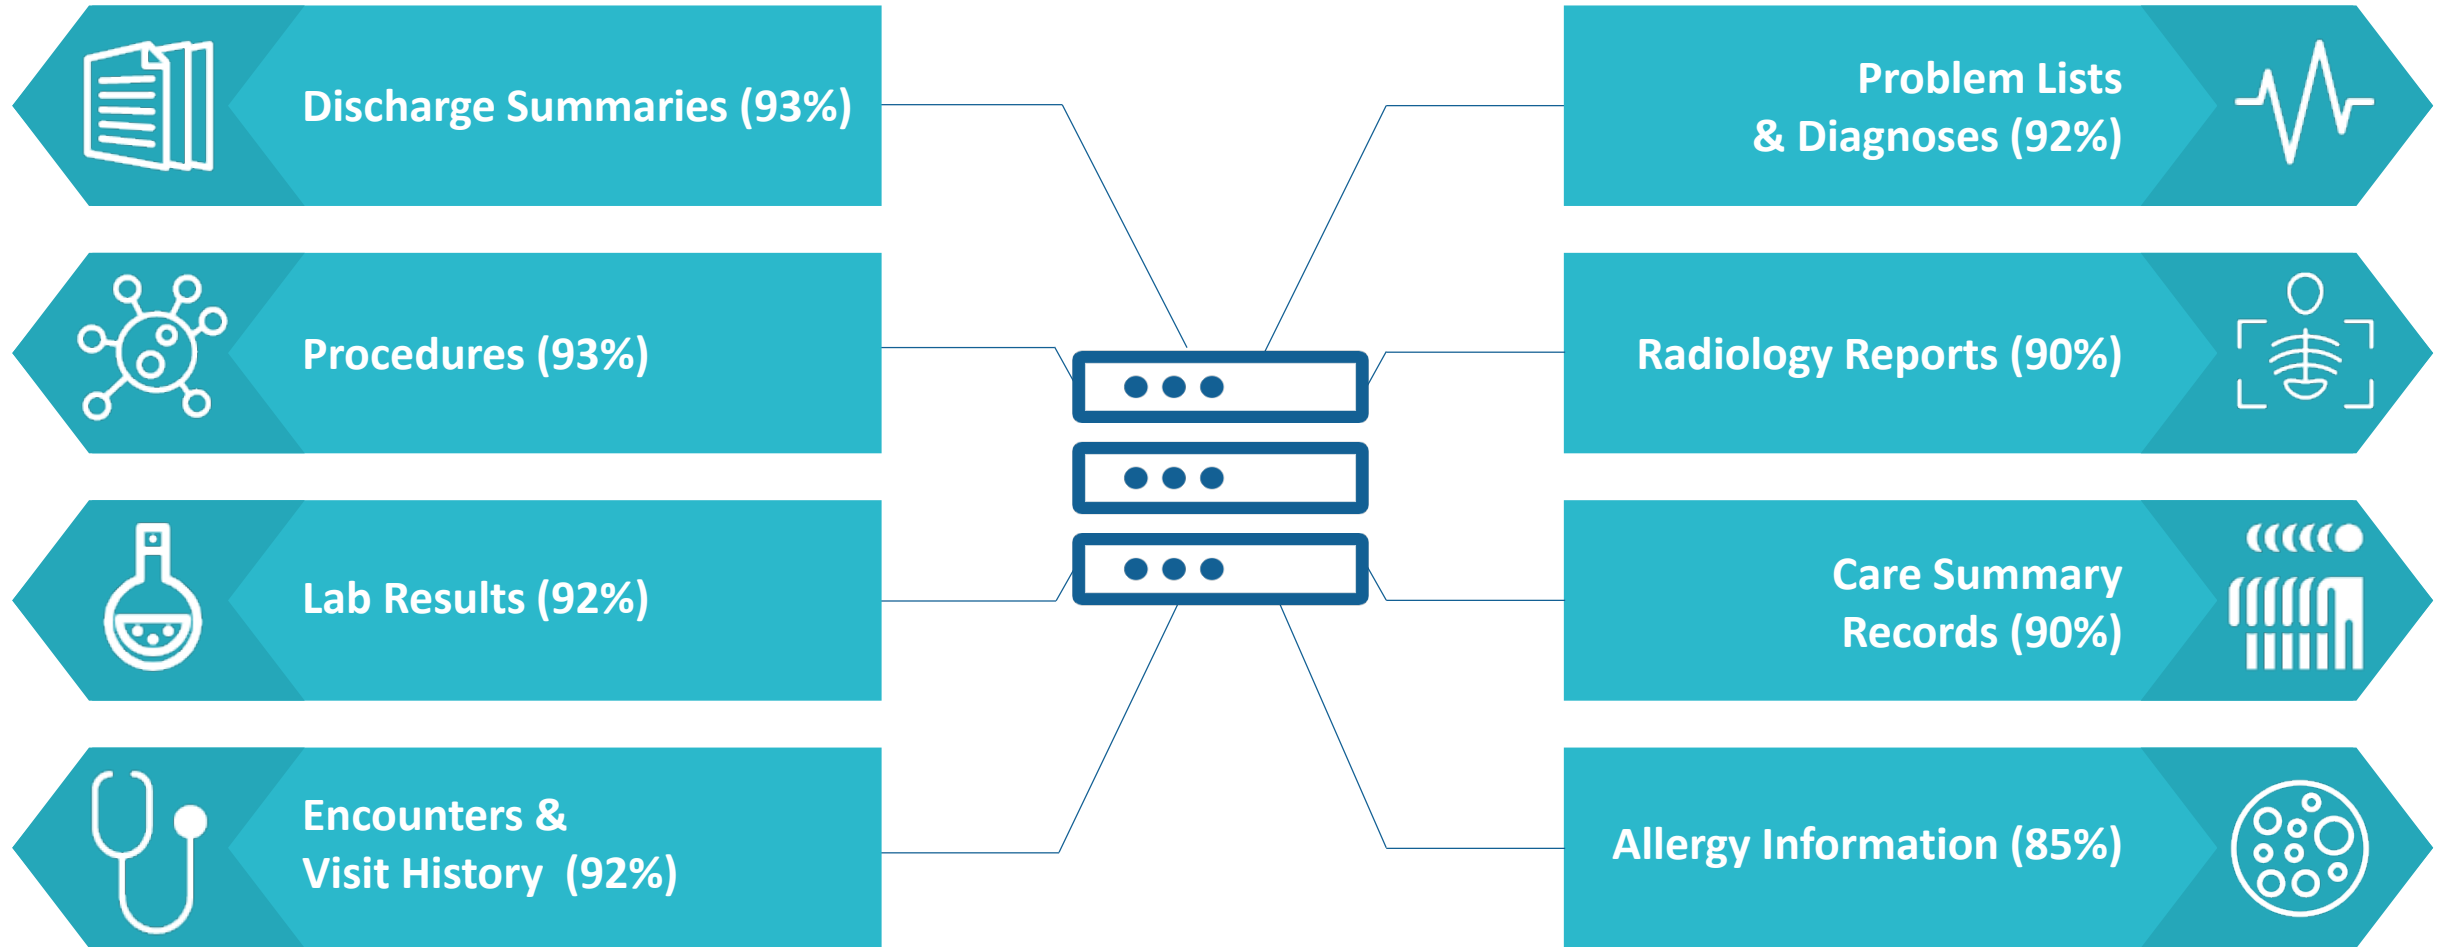 Discharge Summaries (93%)
Procedures (93%)
Lab Results (92%)
Encounters &
Visit History (92%)
Problem Lists
& Diagnoses (92%)
Radiology Reports (90%)
Care Summary
Records (90%)
Allergy Information (85%)